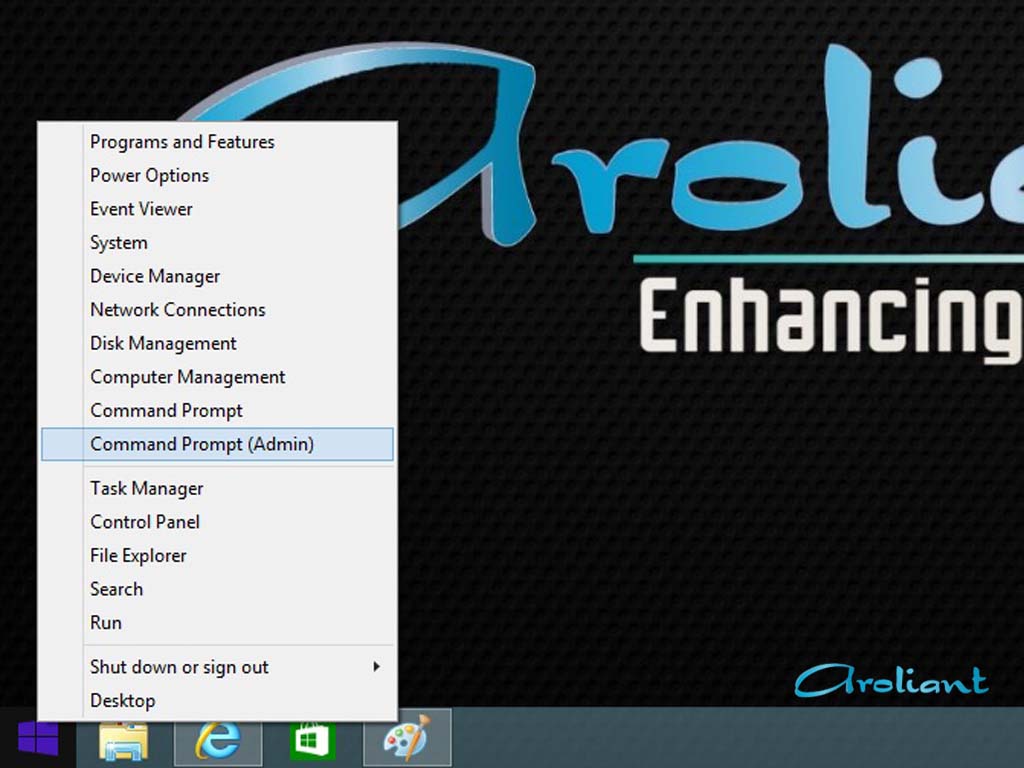 Aroliant
Enhancing
Programs and Features
Power Options
Event Viewer
System
Device Manager
Network Connections
Disk Management
Computer Management
Command Prompt
Command Prompt (Admin)
Task Manager
Control Panel
File Explorer
Search
Run
Shut down or sign out
Desktop
Aroliant